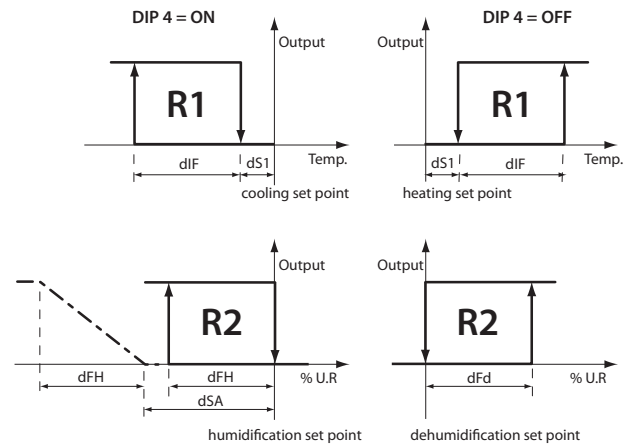 DIP 4 = ON
DIP 4 = OFF
Output
Output
R1
R1
Temp.
Temp.
dIF
dS1
dS1
dIF
cooling set point
heating set point
Output
Output
R2
R2
dFH
dFH
% U.R
dFd
% U.R
dSA
humidification set point
dehumidification set point